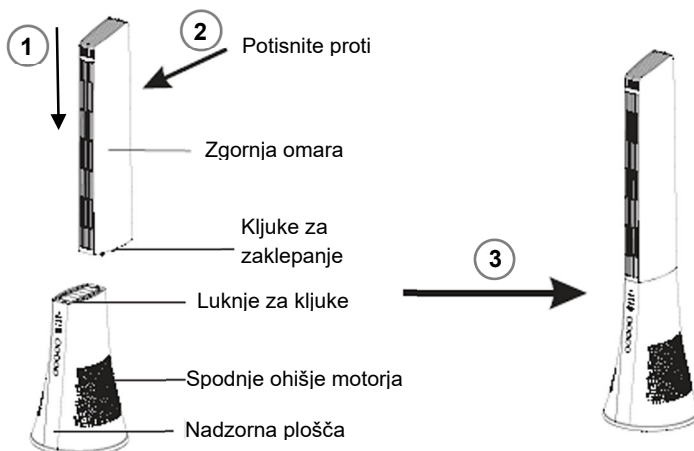 1
2
Potisnite proti
Zgornja omara
Kljuke za
zaklepanje
3
Luknje za kljuke
Spodnje ohišje motorja
Nadzorna plošča